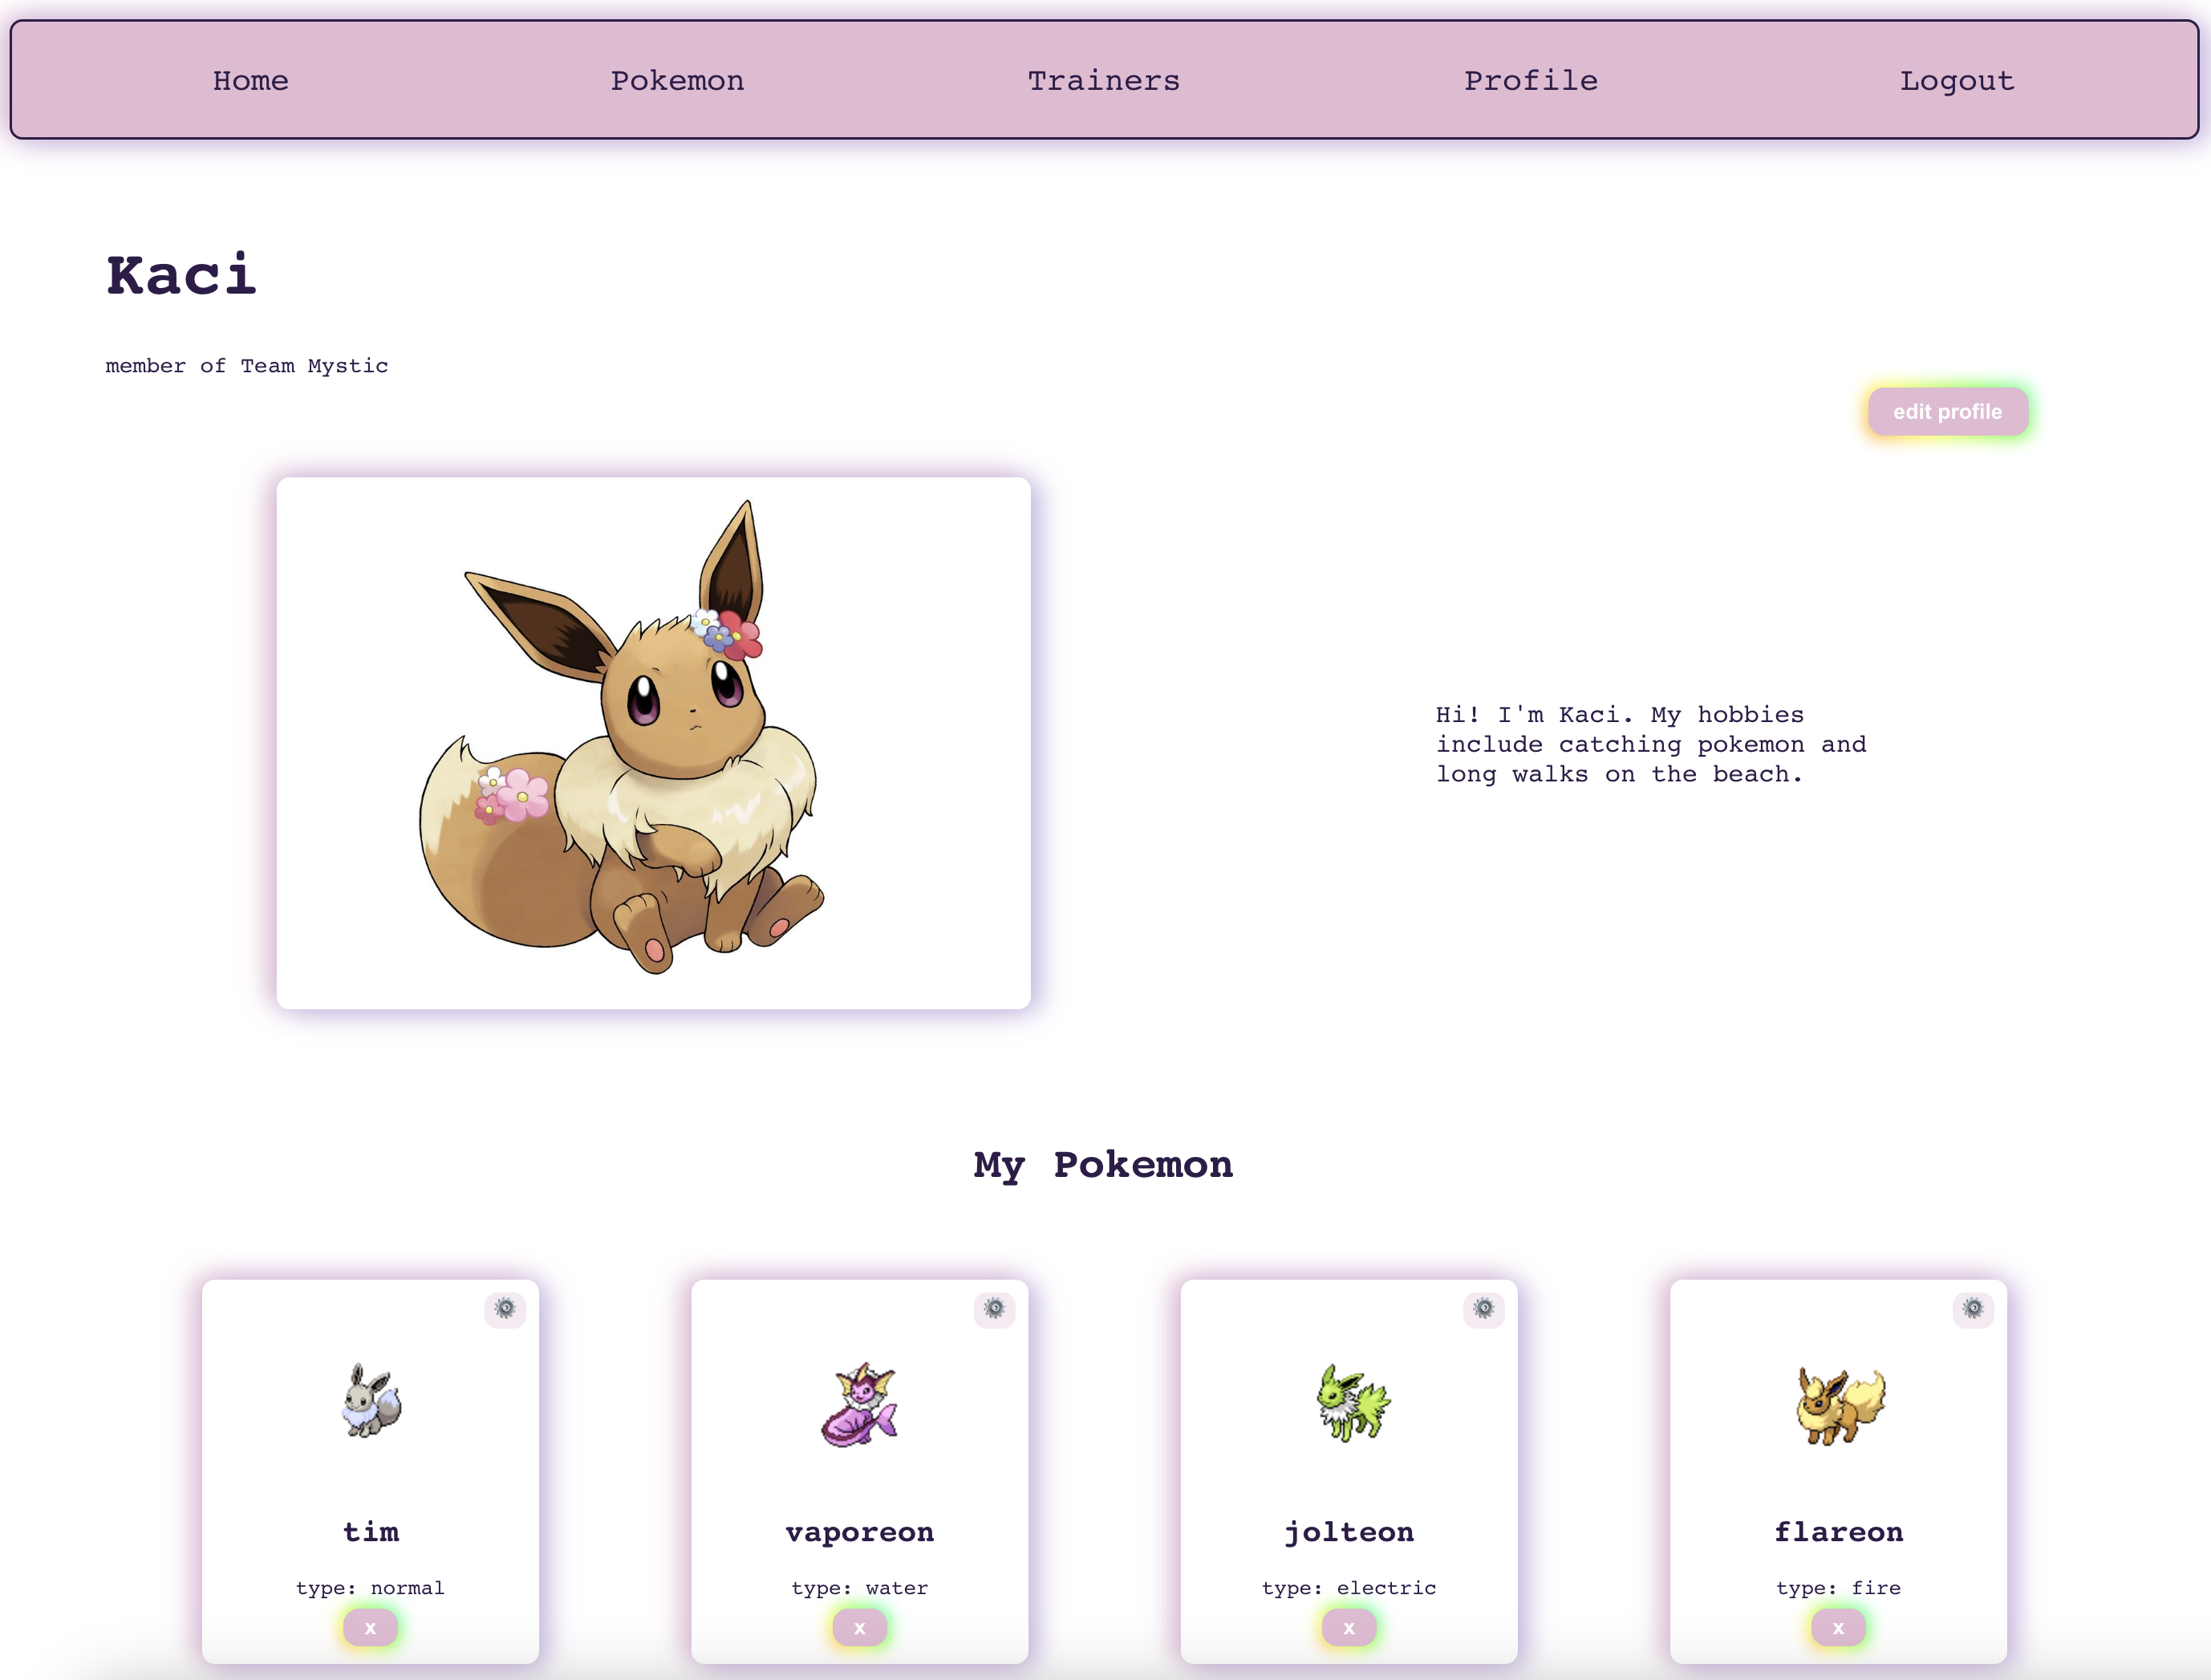 Home Pokemon Trainers Profile Logout
Kaci
member of Team Mystic
edit profile
Hi! I'm Kaci. My hobbies
include catching pokemon and
long walks on the beach.
My Pokemon
tim
type: normal
x
vaporeon
type: water
x
jolteon
type: electric
x
flareon
type: fire
x